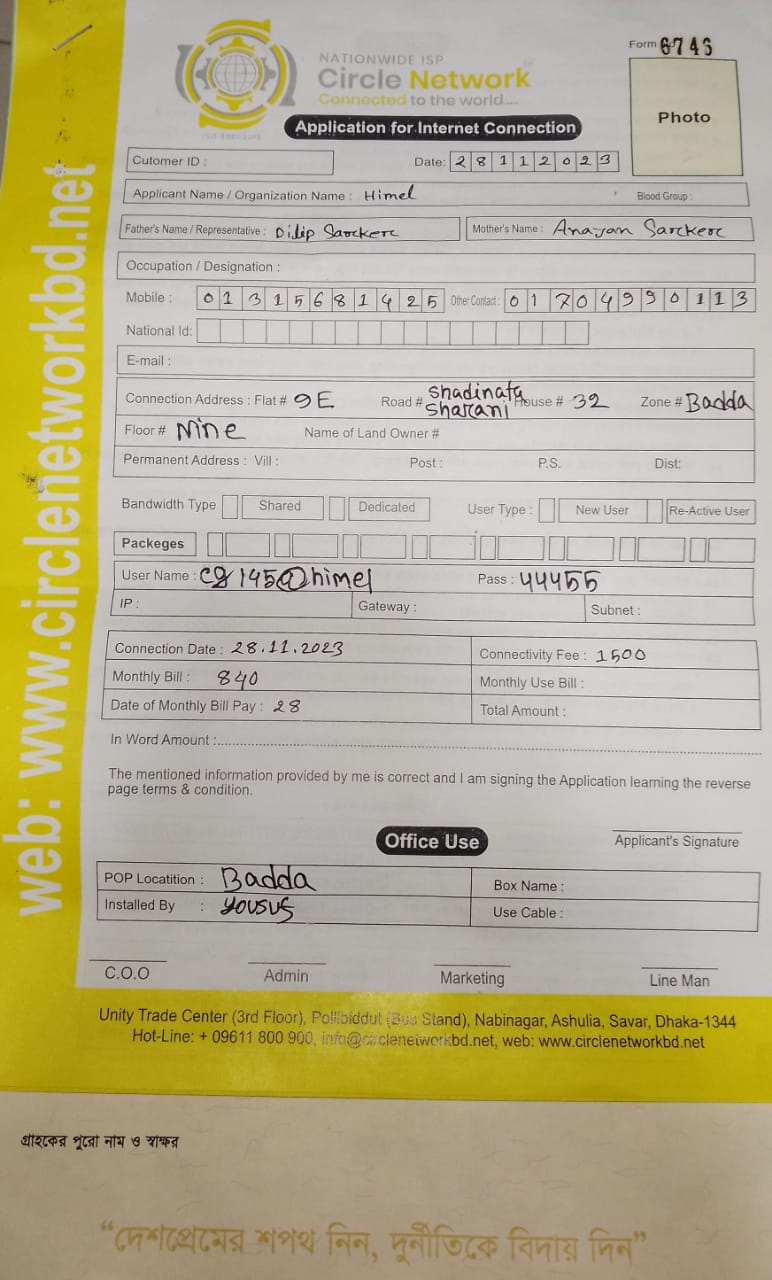 Form 6746
NATIONWIDE ISP
Circle Network
Connected to the world....
ISO 9001:2015
Photo
Application for Internet Connection
Cutomer ID :
Date: 28112023
Applicant Name / Organization Name : Himel
Blood Group :
Father's Name / Representative : Dilip Sarcker
Mother's Name : Anajan Sarcker
Occupation / Designation :
Mobile : 01315681425 Other Contact : 01704990113
National Id:
E-mail :
Connection Address : Flat # 9E Road # Shadinata Sharani House # 32 Zone # Badda
Floor # Nine Name of Land Owner #
Permanent Address : Vill : Post : P.S. Dist:
Bandwidth Type Shared Dedicated User Type : New User Re-Active User
Packeges
User Name : c8145@himel Pass : 44455
IP : Gateway : Subnet :
Connection Date : 28.11.2023 Connectivity Fee : 1500
Monthly Bill : 840 Monthly Use Bill :
Date of Monthly Bill Pay : 28 Total Amount :
In Word Amount :
The mentioned information provided by me is correct and I am signing the Application learning the reverse
page terms & condition.
Applicant's Signature
Office Use
POP Locatition : Badda Box Name :
Installed By : Yousuf Use Cable :
C.O.O Admin Marketing Line Man
Unity Trade Center (3rd Floor), Pollibiddut (Bus Stand), Nabinagar, Ashulia, Savar, Dhaka-1344
Hot-Line: + 09611 800 900, info@circlenetworkbd.net, web: www.circlenetworkbd.net
web: www.circlenetworkbd.net
গ্রাহকের পুরো নাম ও স্বাক্ষর
“দেশপ্রেমের শপথ নিন, দুর্নীতিকে বিদায় দিন”